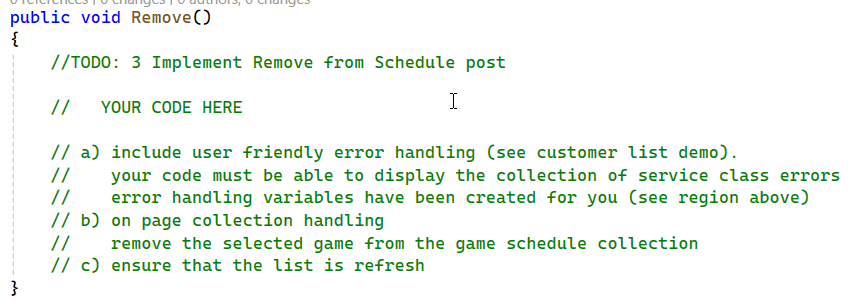 0 references | 0 changes | 0 authors, 0 changes
public void Remove()
{
//TODO: 3 Implement Remove from Schedule post
//   YOUR CODE HERE
// a) include user friendly error handling (see customer list demo).
//    your code must be able to display the collection of service class errors
//    error handling variables have been created for you (see region above)
// b) on page collection handling
//    remove the selected game from the game schedule collection
// c) ensure that the list is refresh
}